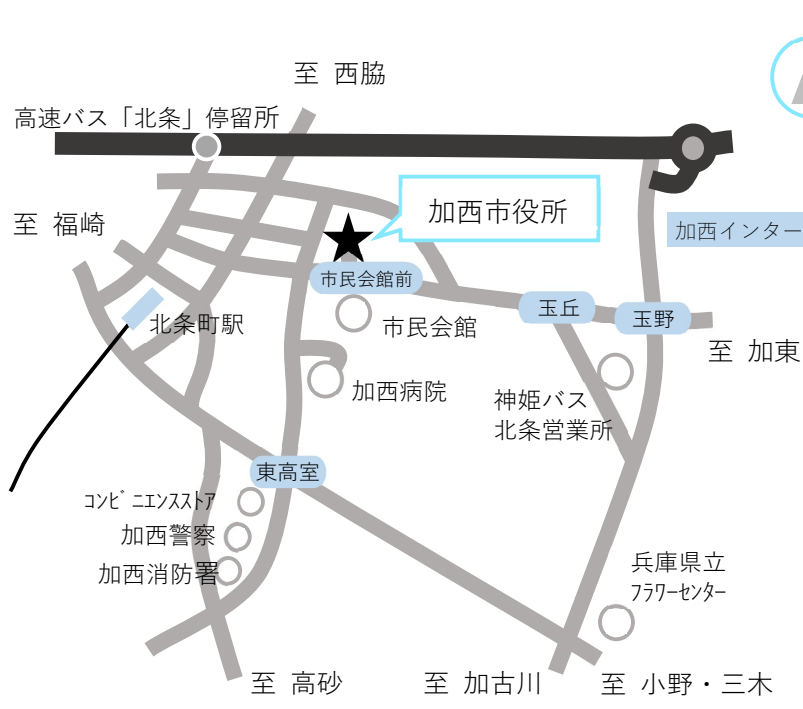 至 西脇
高速バス「北条」停留所
加西市役所
至 福崎
加西インター
市民会館前
玉丘
玉野
北条町駅
市民会館
至 加東
加西病院
神姫バス
北条営業所
東高室
ｺﾝﾋﾞﾆｴﾝｽｽﾄｱ
加西警察
加西消防署
兵庫県立
ﾌﾗﾜｰｾﾝﾀｰ
至 高砂
至 加古川
至 小野・三木